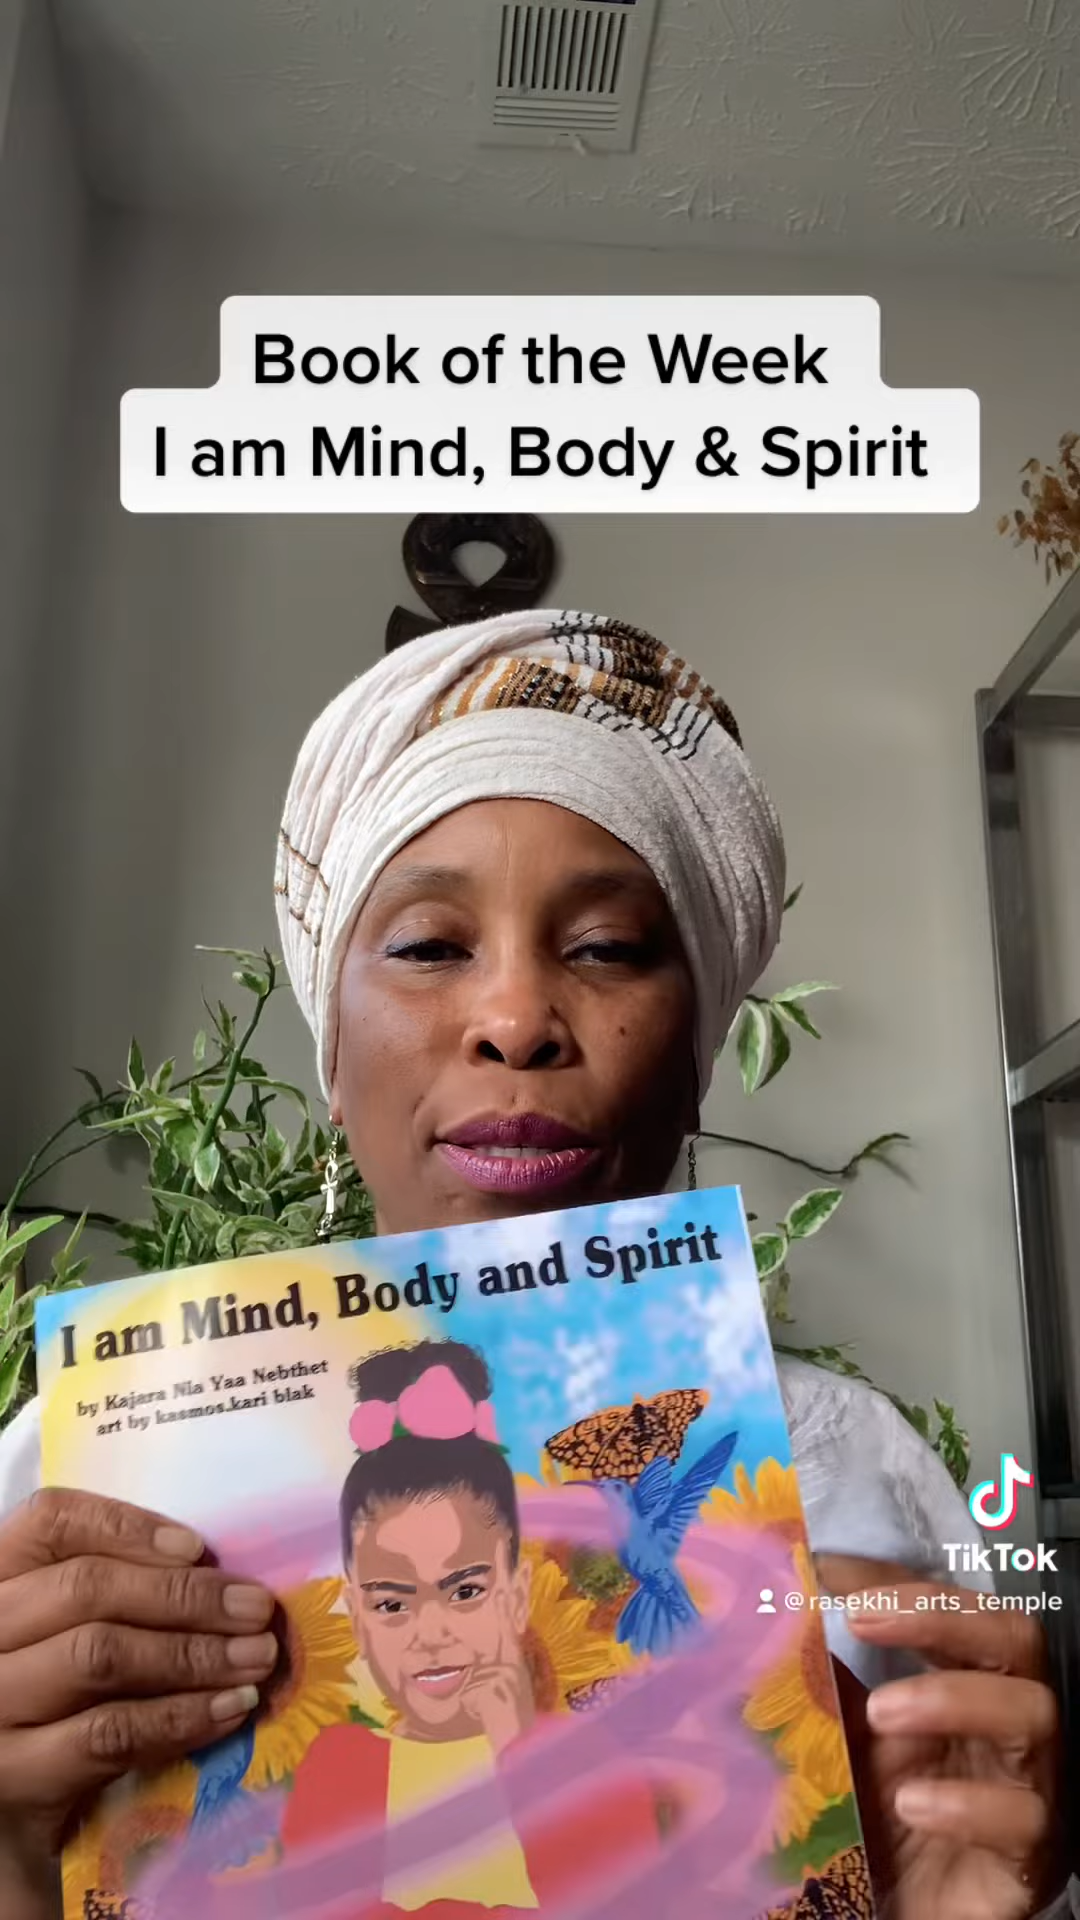 Book of the Week
I am Mind, Body & Spirit
I am Mind, Body and Spirit
by Kajara Nla Yaa Nebthet
art by kasmos.kari blak
TikTok
@rasekhi_arts_temple